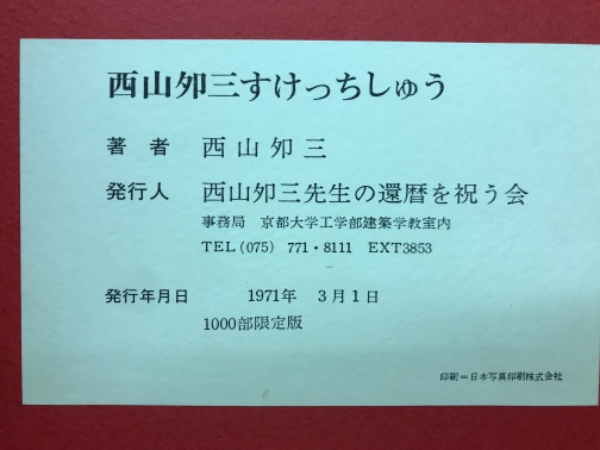 西山夘三すけっちしゅう
著者 西山夘三
発行人 西山夘三先生の還暦を祝う会
事務局 京都大学工学部建築学教室内
TEL(075) 771・8111 EXT3853
発行年月日 1971年 3月1日
1000部限定版
印刷=日本写真印刷株式会社